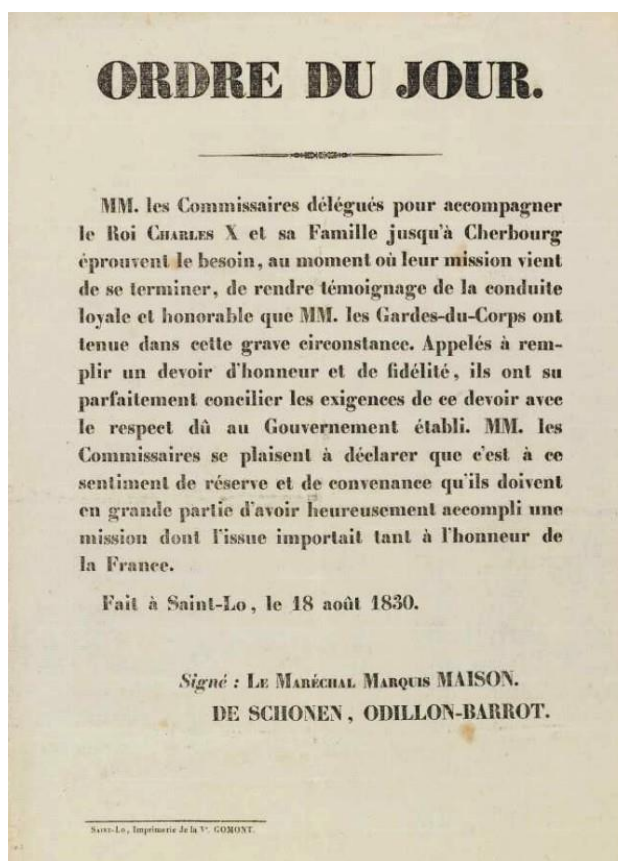 ORDRE DU JOUR.
MM. les Commissaires délégués pour accompagner
le Roi CHARLES X et sa Famille jusqu'à Cherbourg
éprouvent le besoin, au moment où leur mission vient
de se terminer, de rendre témoignage de la conduite
loyale et honorable que MM. les Gardes-du-Corps ont
tenue dans cette grave circonstance. Appelés à rem-
plir un devoir d'honneur et de fidélité, ils ont su
parfaitement concilier les exigences de ce devoir avec
le respect dû au Gouvernement établi. MM. les
Commissaires se plaisent à déclarer que c'est à ce
sentiment de réserve et de convenance qu'ils doivent
en grande partie d'avoir heureusement accompli une
mission dont l'issue importait tant à l'honneur de
la France.
Fait à Saint-Lo, le 18 août 1830.
Signé : LE MARÉCHAL MARQUIS MAISON.
DE SCHONEN, ODILLON-BARROT.
SAINT-LO, Imprimerie de la Vᵉ. GOMONT.